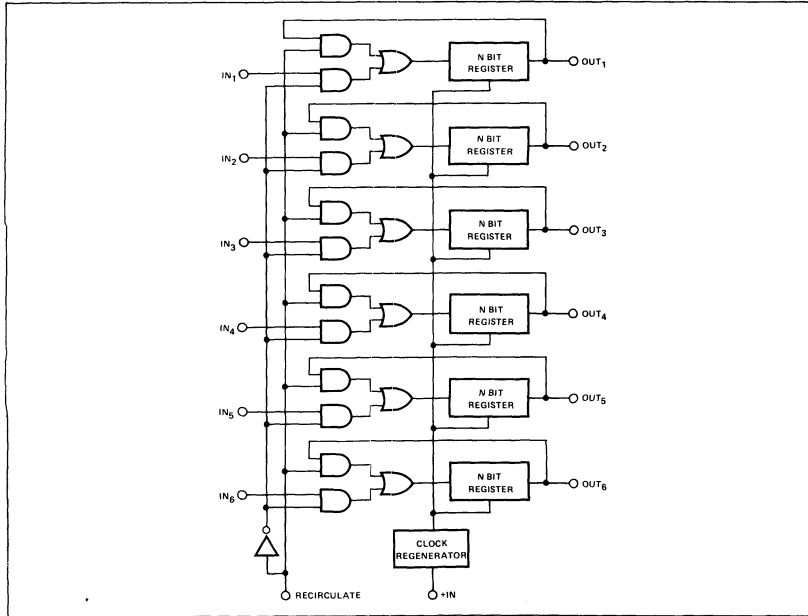 IN1
N BIT
REGISTER
OUT1
IN2
N BIT
REGISTER
OUT2
IN3
N BIT
REGISTER
OUT3
IN4
N BIT
REGISTER
OUT4
IN5
N BIT
REGISTER
OUT5
IN6
N BIT
REGISTER
OUT6
CLOCK
REGENERATOR
RECIRCULATE
+IN